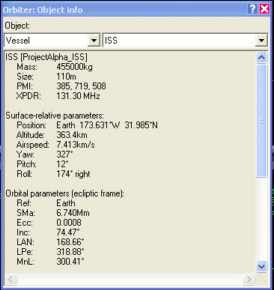 Orbiter: Object info
Object:
Vessel ISS
ISS [ProjectAlpha_ISS]
Mass: 455000kg
Size: 110m
PMI: 385, 719, 508
XPDR: 131.30 MHz
Surface-relative parameters:
Position: Earth 173.631°W 31.985°N
Altitude: 363.4km
Airspeed: 7.413km/s
Yaw: 327°
Pitch: 12°
Roll: 174° right
Orbital parameters (ecliptic frame):
Ref: Earth
SMa: 6.740Mm
Ecc: 0.0008
Inc: 74.47°
LAN: 168.66°
LPe: 318.88°
MnL: 300.41°